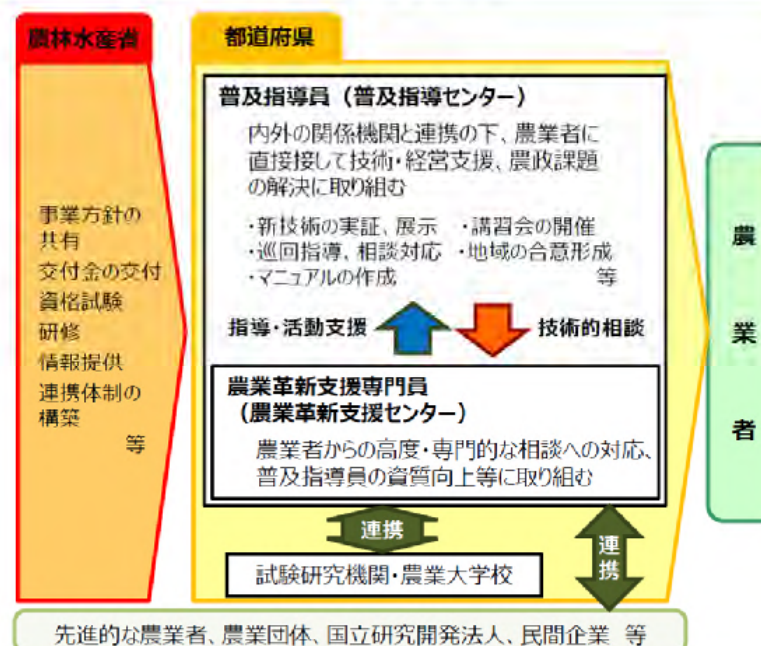 農林水産省
事業方針の
共有
交付金の交付
資格試験
研修
情報提供
連携体制の
構築
等
都道府県
普及指導員（普及指導センター）
内外の関係機関と連携の下、農業者に
直接接して技術・経営支援、農政課題
の解決に取り組む
・新技術の実証、展示　・講習会の開催
・巡回指導、相談対応　・地域の合意形成
・マニュアルの作成　等
指導・活動支援
技術的相談
農業革新支援専門員
（農業革新支援センター）
農業者からの高度・専門的な相談への対応、
普及指導員の資質向上等に取り組む
連携
連携
試験研究機関・農業大学校
農業者
先進的な農業者、農業団体、国立研究開発法人、民間企業　等